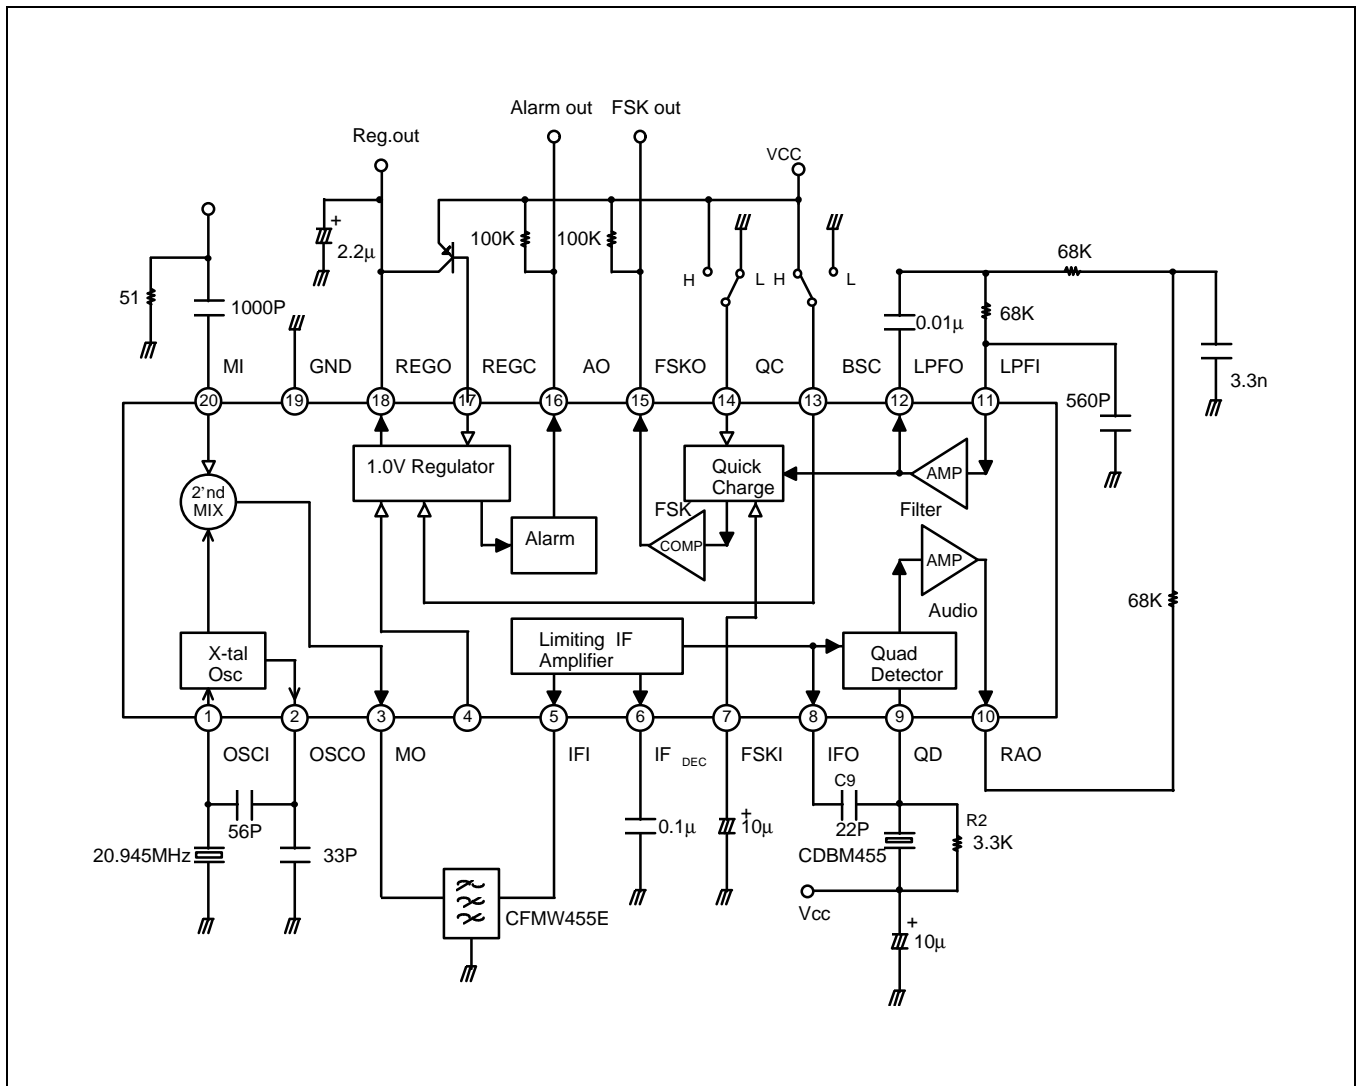 Alarm out FSK out
Reg.out
VCC
+
2.2μ
100K 100K
68K
H L H L
51
1000P
0.01μ
68K
MI GND REGO REGC AO FSKO QC BSC LPFO LPFI
3.3n
560P
20 19 18 17 16 15 14 13 12 11
1.0V Regulator
Quick
Charge
AMP
2'nd
MIX
Filter
FSK
Alarm
COMP
AMP
Audio
68K
Limiting IF
Amplifier
X-tal
Osc
Quad
Detector
1 2 3 4 5 6 7 8 9 10
OSCI OSCO MO IFI IF DEC FSKI IFO QD RAO
C9
56P
0.1μ
+
10μ
22P
R2
3.3K
20.945MHz
33P
CDBM455
CFMW455E
Vcc
+
10μ